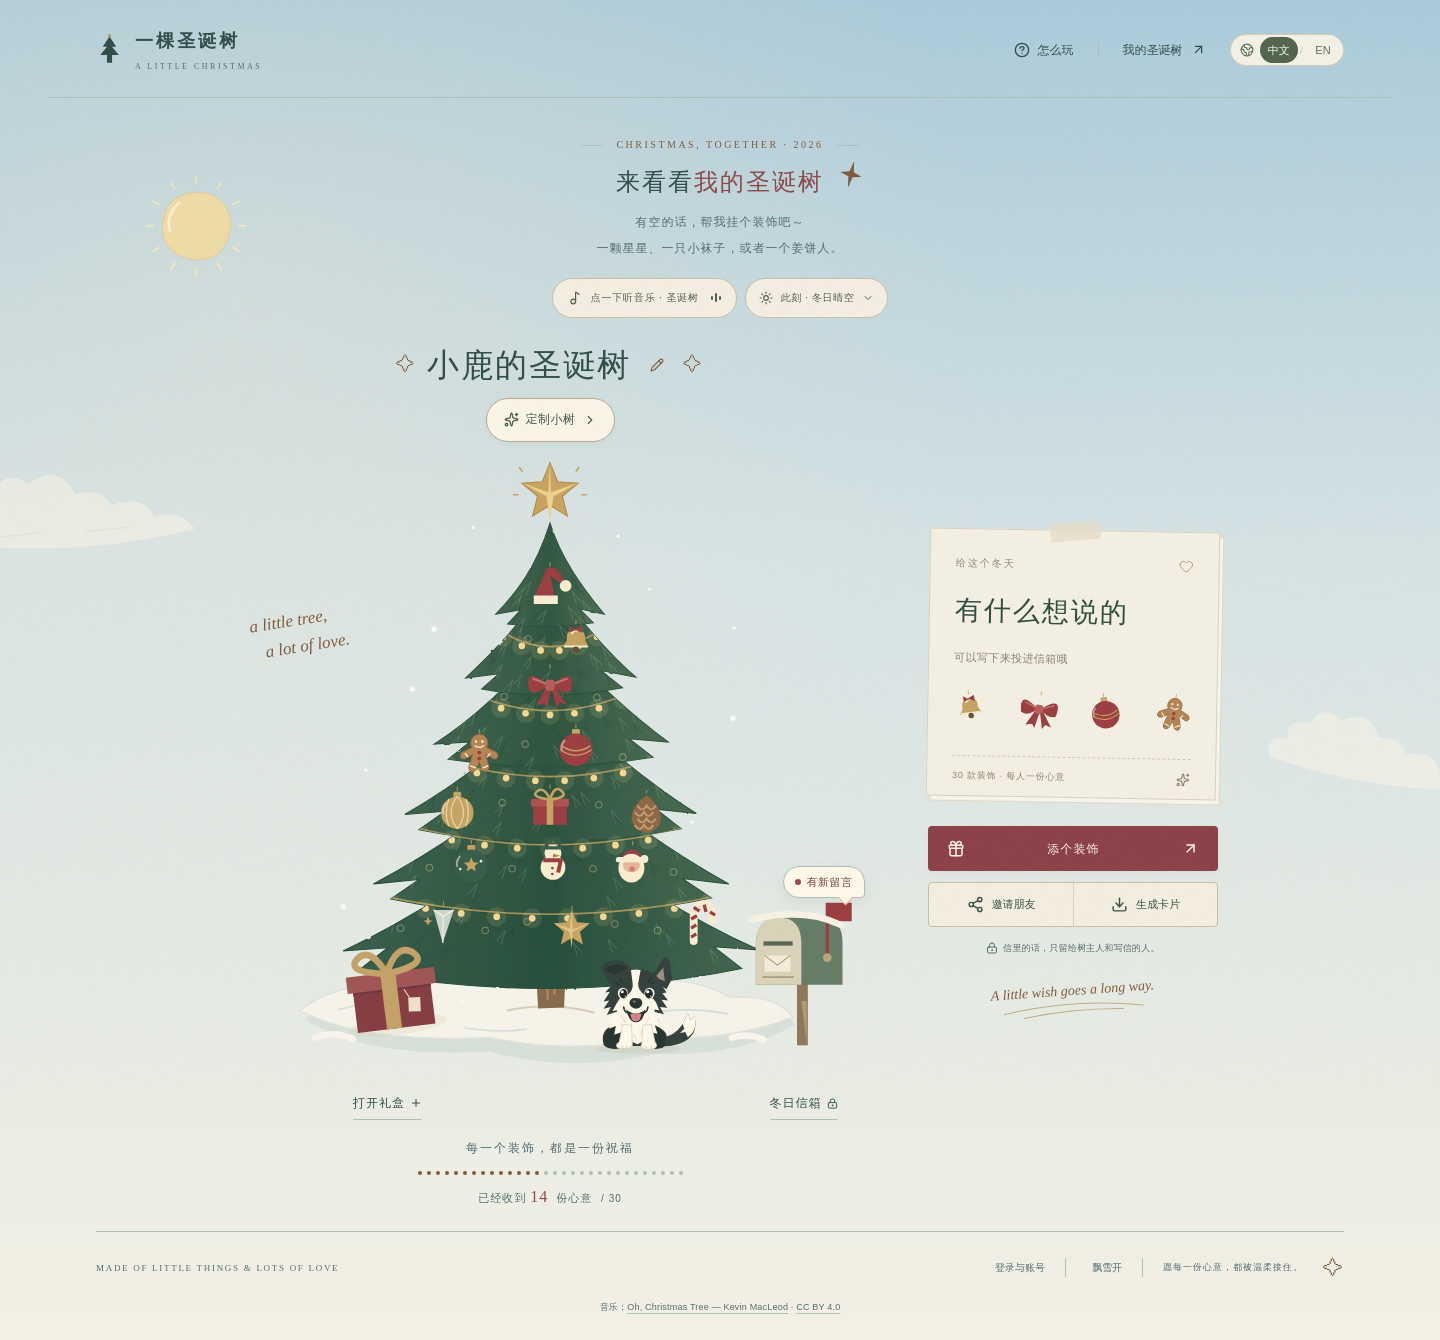 一棵圣诞树
A LITTLE CHRISTMAS
怎么玩
我的圣诞树
中文 / EN
CHRISTMAS, TOGETHER · 2026
来看看我的圣诞树
有空的话，帮我挂个装饰吧～
一颗星星、一只小袜子，或者一个姜饼人。
点一下听音乐 · 圣诞树
此刻 · 冬日晴空
小鹿的圣诞树
定制小树
a little tree,
a lot of love.
给这个冬天
有什么想说的
可以写下来投进信箱哦
30 款装饰 · 每人一份心意
有新留言
添个装饰
邀请朋友
生成卡片
信里的话，只留给树主人和写信的人。
A little wish goes a long way.
打开礼盒
冬日信箱
每一个装饰，都是一份祝福
已经收到 14 份心意 / 30
MADE OF LITTLE THINGS & LOTS OF LOVE
登录与账号
飘雪开
愿每一份心意，都被温柔接住。
音乐：Oh, Christmas Tree — Kevin MacLeod · CC BY 4.0